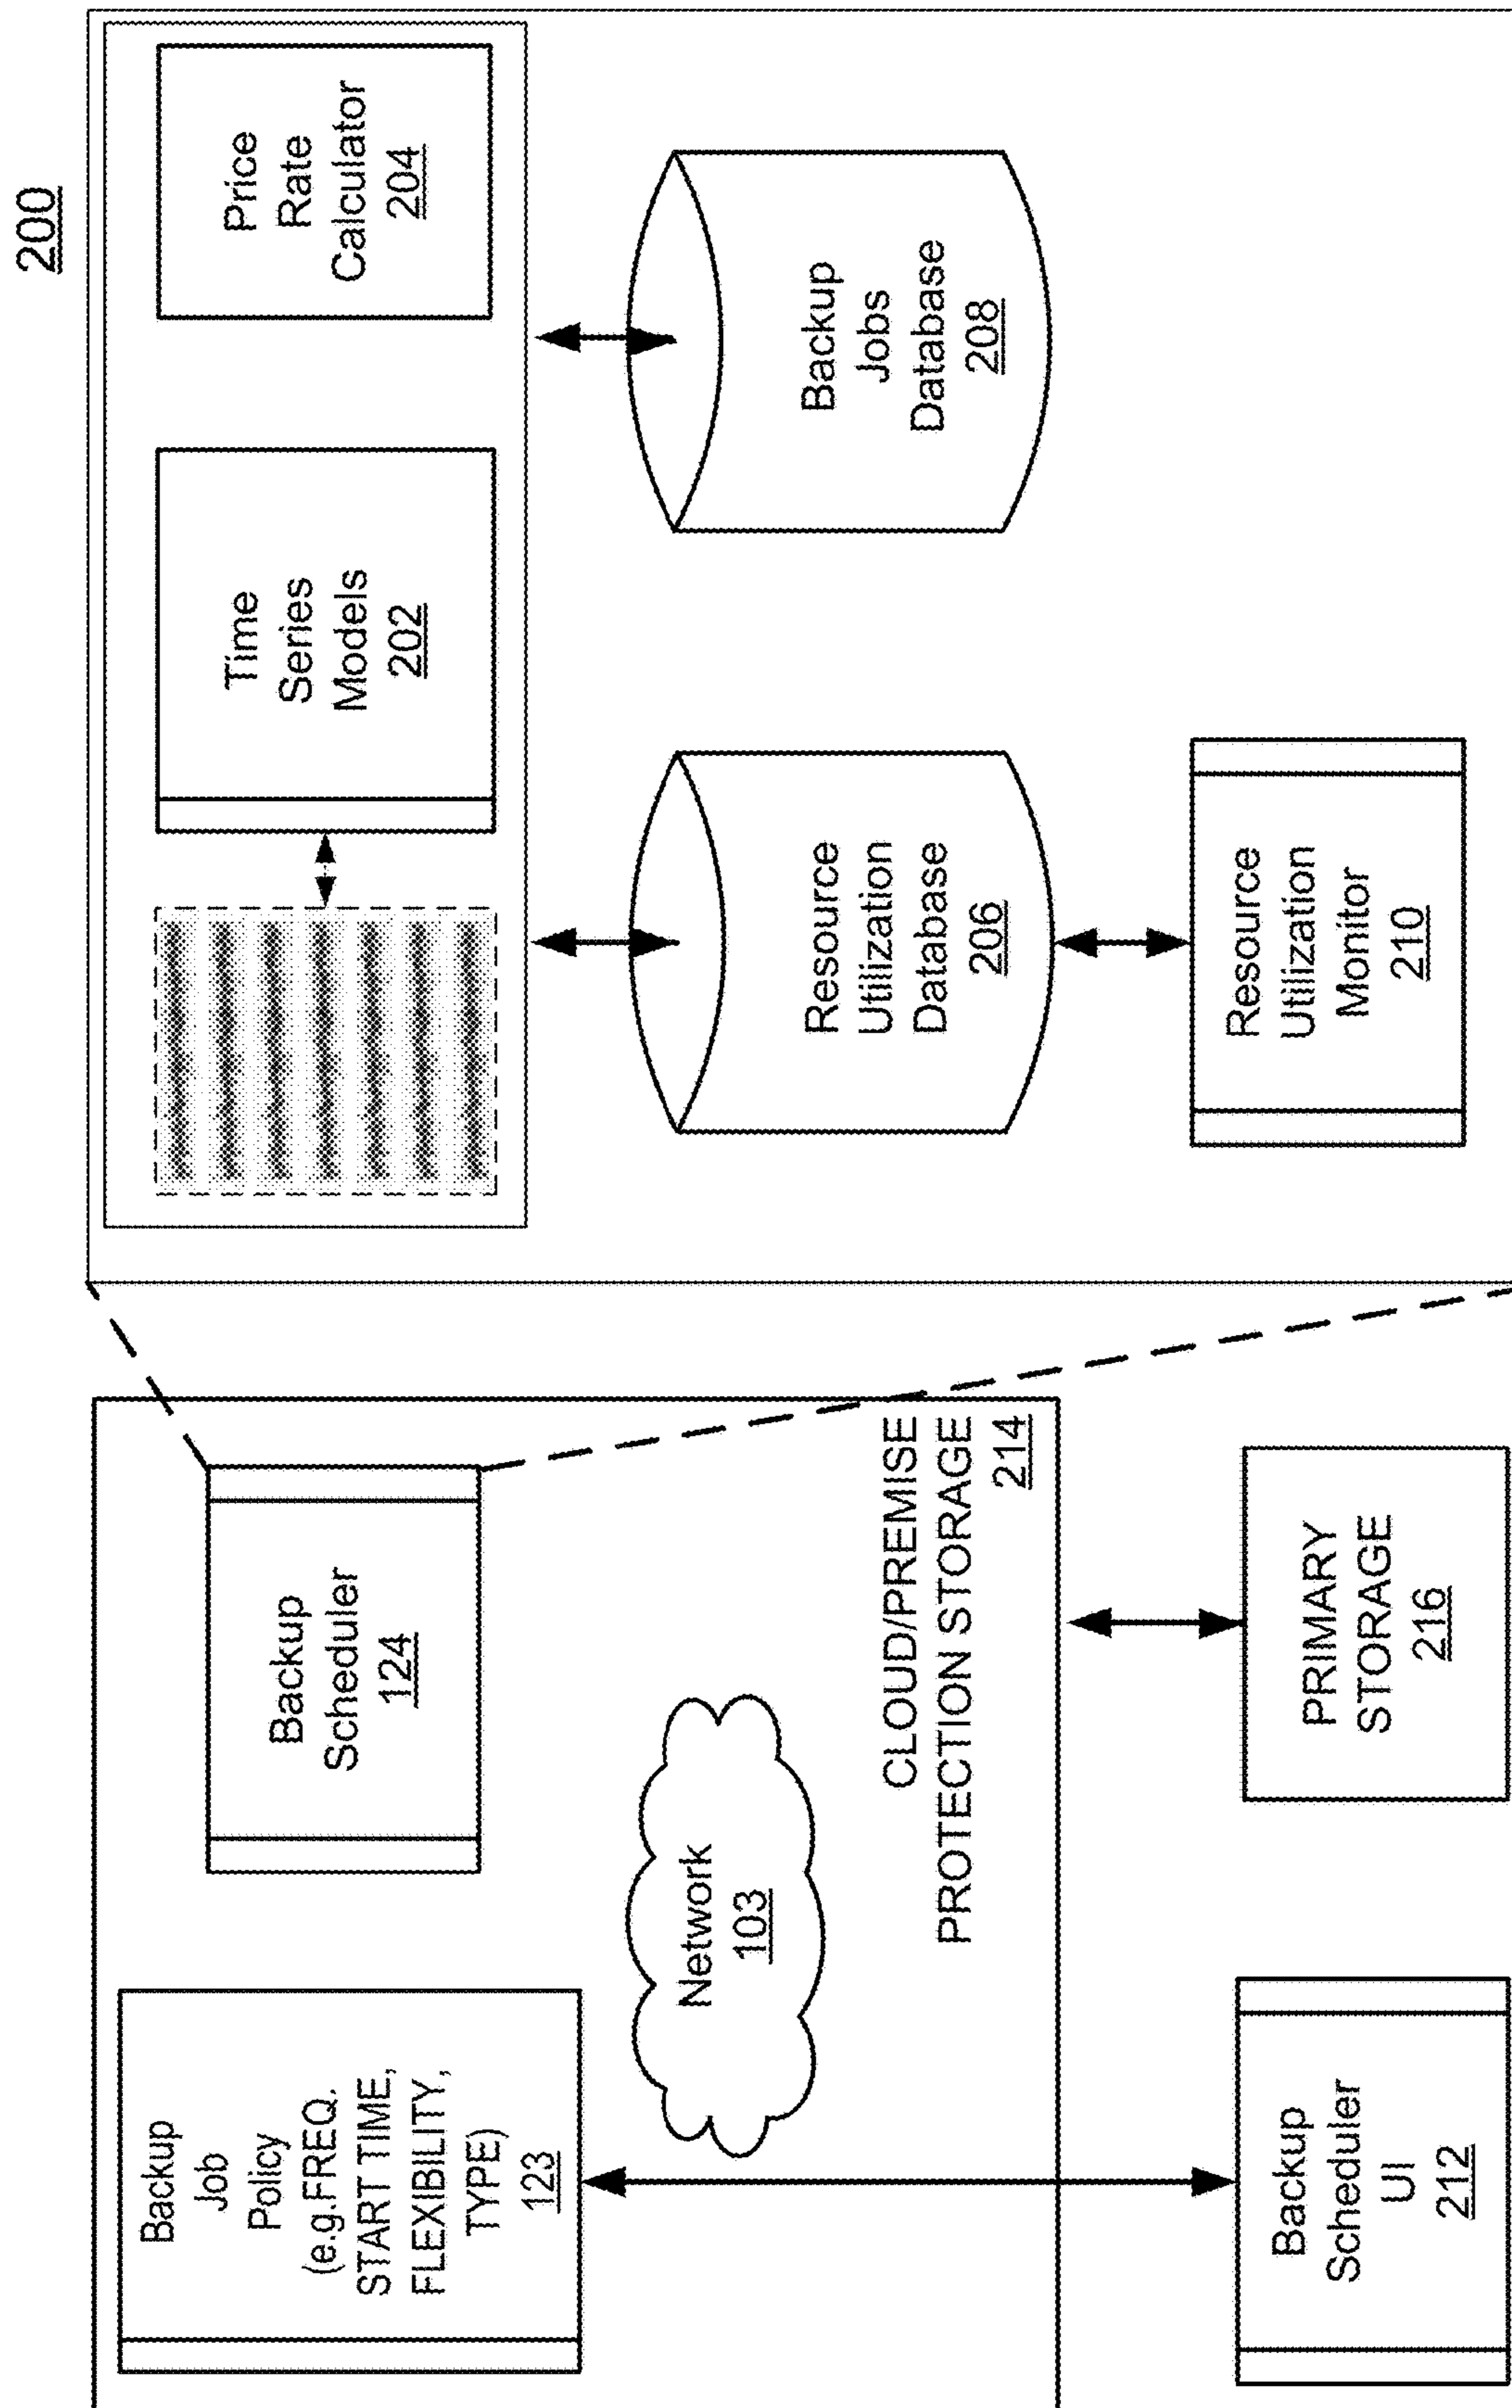 200
Backup
Job
Policy
(e.g.FREQ.
START TIME,
FLEXIBILITY,
TYPE)
123
Backup
Scheduler
124
Network
103
CLOUD/PREMISE
PROTECTION STORAGE
214
Backup
Scheduler
UI
212
PRIMARY
STORAGE
216
Time
Series
Models
202
Price
Rate
Calculator
204
Resource
Utilization
Database
206
Backup
Jobs
Database
208
Resource
Utilization
Monitor
210